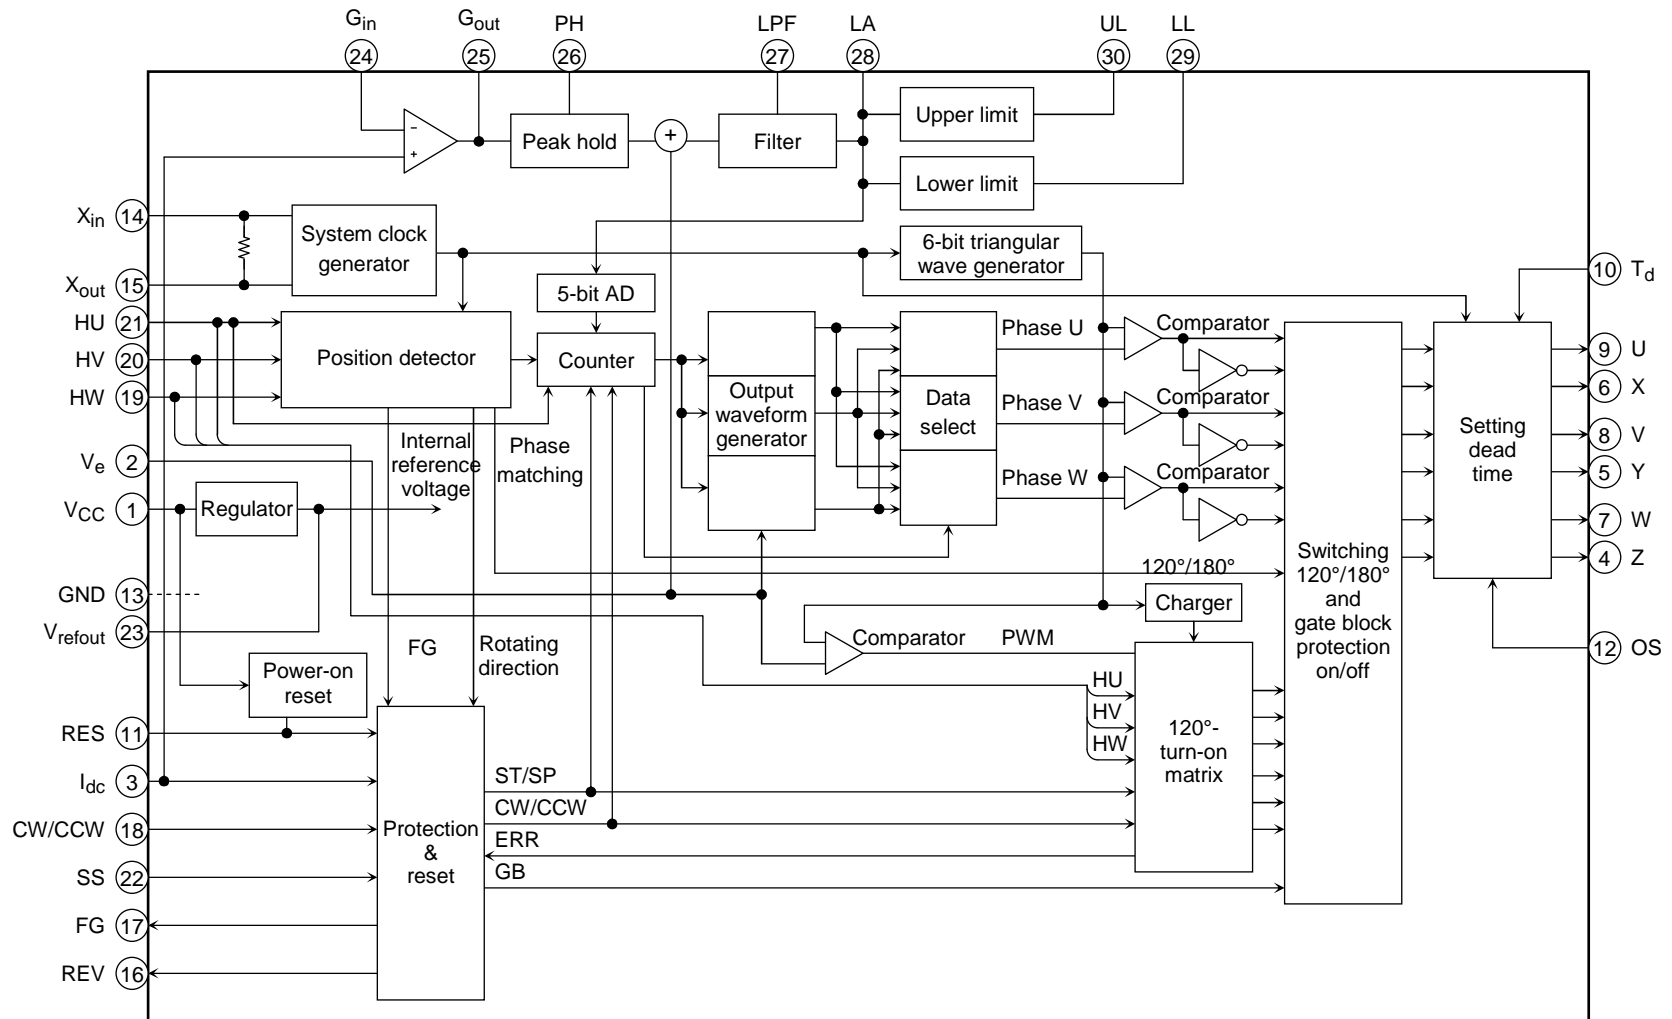 Gin
Gout
PH
LPF
LA
UL
LL
24
25
26
27
28
30
29
Upper limit
−
+
Peak hold
+
Filter
Lower limit
Xin 14
System clock
generator
6-bit triangular
wave generator
10 Td
Xout 15
5-bit AD
HU 21
HV 20
HW 19
Position detector
Counter
Output
waveform
generator
Data
select
Phase U
Phase V
Phase W
Comparator
Comparator
Comparator
Setting
dead
time
9 U
6 X
8 V
5 Y
7 W
4 Z
Internal
reference
voltage
Phase
matching
Ve 2
VCC 1
Regulator
Switching
120°/180°
and
gate block
protection
on/off
120°/180°
Charger
GND 13
Vrefout 23
FG
Rotating
direction
Comparator
PWM
12 OS
Power-on
reset
HU
HV
HW
120°-
turn-on
matrix
RES 11
Idc 3
CW/CCW 18
SS 22
FG 17
REV 16
Protection
&
reset
ST/SP
CW/CCW
ERR
GB